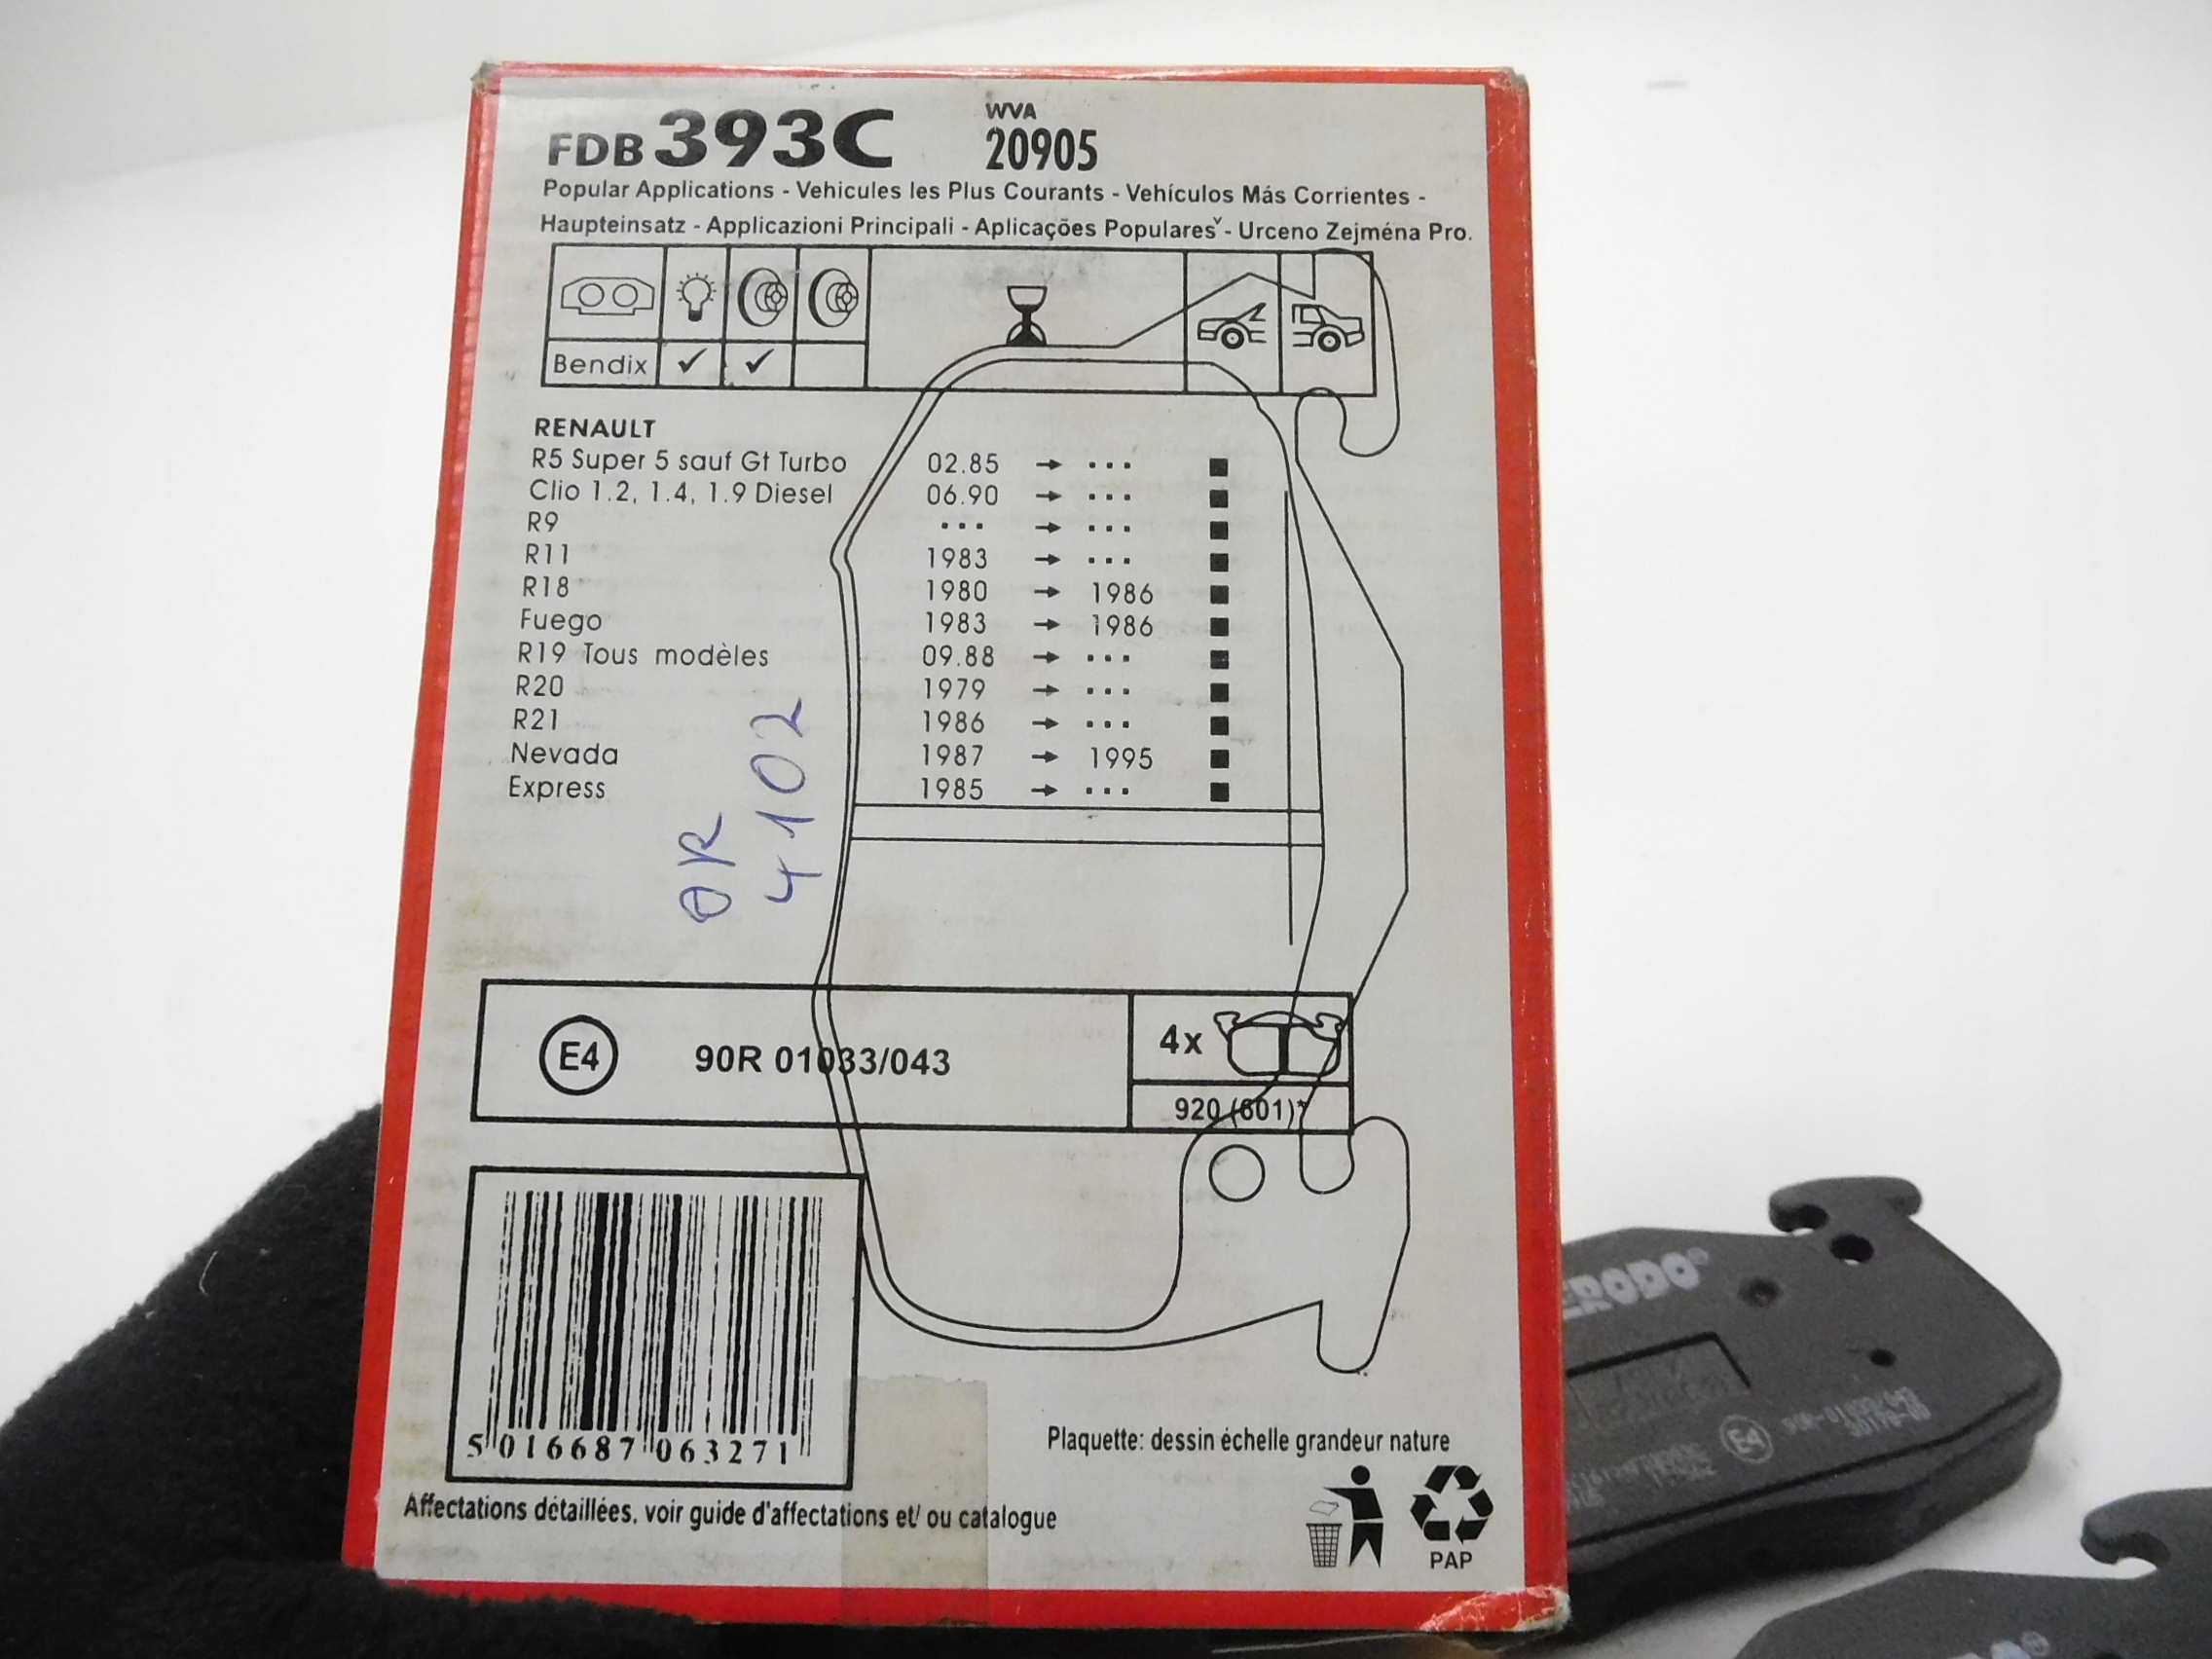 FDB 393C
WVA
20905
Popular Applications - Vehicules les Plus Courants - Vehículos Más Corrientes -
Haupteinsatz - Applicazioni Principali - Aplicações Populares - Urceno Zejména Pro.
Bendix ✓ ✓
RENAULT
R5 Super 5 sauf Gt Turbo 02.85 → ...
Clio 1.2, 1.4, 1.9 Diesel 06.90 → ...
R9 ... → ...
R11 1983 → ...
R18 1980 → 1986
Fuego 1983 → 1986
R19 Tous modèles 09.88 → ...
R20 1979 → ...
R21 1986 → ...
Nevada 1987 → 1995
Express 1985 → ...
OR
4102
E4 90R 01033/043
4x
920 (601)*
5 016687 063271
Plaquette: dessin échelle grandeur nature
Affectations détaillées, voir guide d'affectations et/ ou catalogue
PAP
E4